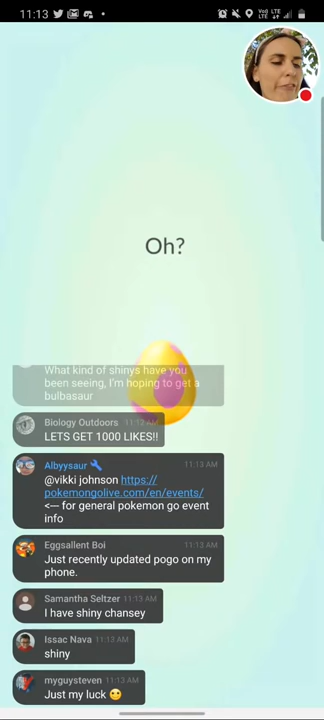 11:13
Vo)) LTE
LTE
Oh?
What kind of shinys have you
been seeing, I'm hoping to get a
bulbasaur
Biology Outdoors 11:13 AM
LETS GET 1000 LIKES!!
Albyysaur 11:13 AM
@vikki johnson https://
pokemongolive.com/en/events/
<--- for general pokemon go event
info
Eggsallent Boi 11:13 AM
Just recently updated pogo on my
phone.
Samantha Seltzer 11:13 AM
I have shiny chansey
Issac Nava 11:13 AM
shiny
myguysteven 11:13 AM
Just my luck 🙂